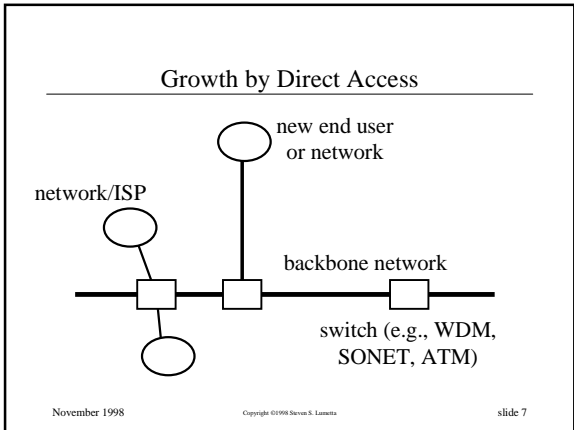 Growth by Direct Access
new end user
or network
network/ISP
backbone network
switch (e.g., WDM,
SONET, ATM)
November 1998
Copyright ©1998 Steven S. Lumetta
slide 7